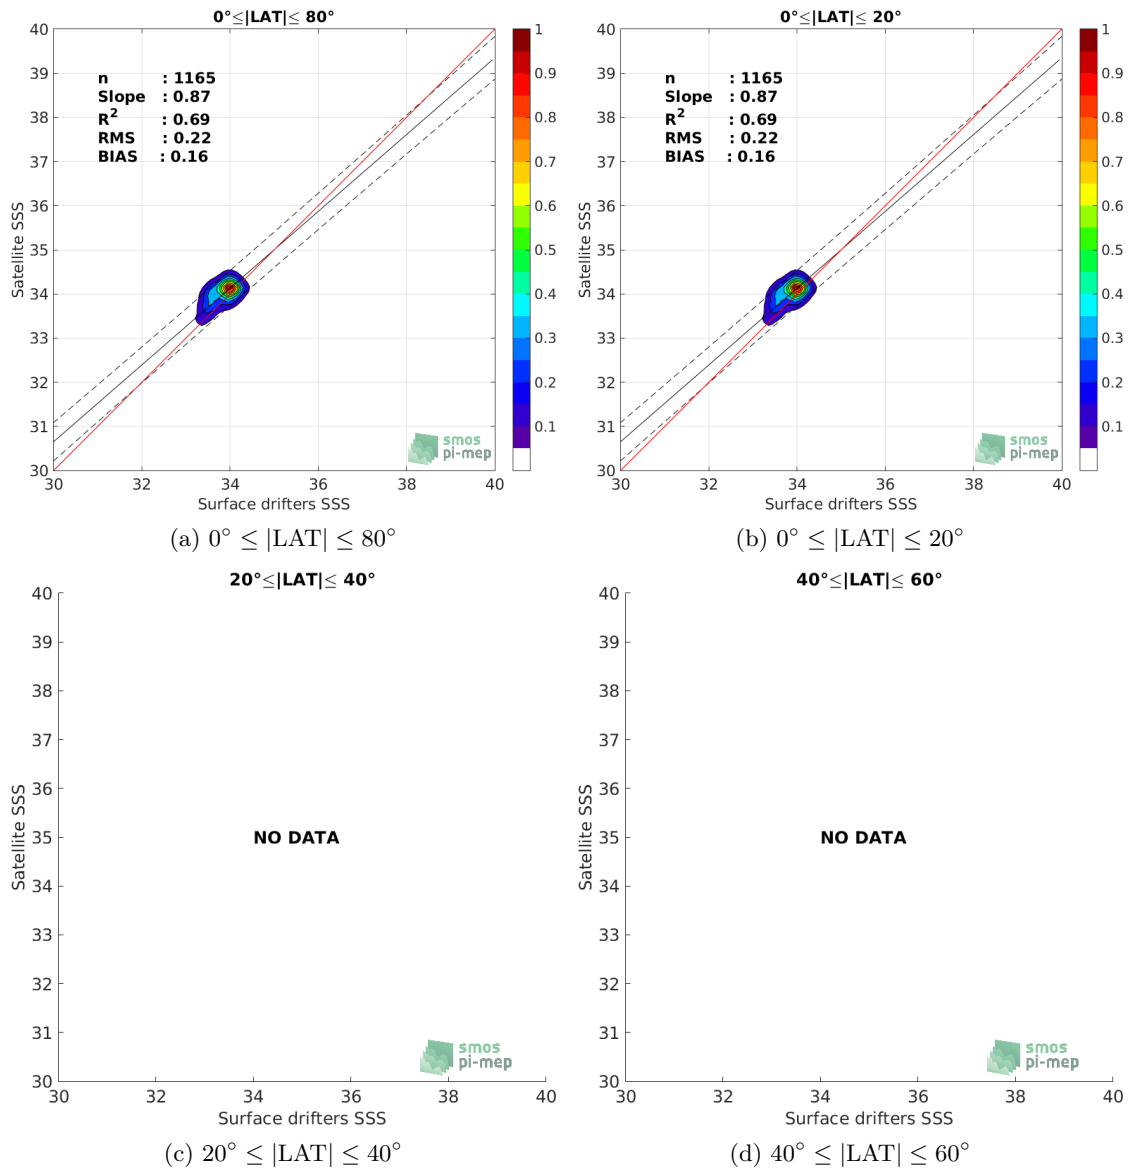 0°≤|LAT|≤ 80°
40
39
38
37
36
35
34
33
32
31
30
Satellite SSS
n : 1165
Slope : 0.87
R² : 0.69
RMS : 0.22
BIAS : 0.16
smos
pi-mep
30 32 34 36 38 40
Surface drifters SSS
1
0.9
0.8
0.7
0.6
0.5
0.4
0.3
0.2
0.1
(a) 0° ≤ |LAT| ≤ 80°
0°≤|LAT|≤ 20°
40
39
38
37
36
35
34
33
32
31
30
Satellite SSS
n : 1165
Slope : 0.87
R² : 0.69
RMS : 0.22
BIAS : 0.16
smos
pi-mep
30 32 34 36 38 40
Surface drifters SSS
1
0.9
0.8
0.7
0.6
0.5
0.4
0.3
0.2
0.1
(b) 0° ≤ |LAT| ≤ 20°
20°≤|LAT|≤ 40°
40
39
38
37
36
35
34
33
32
31
30
Satellite SSS
NO DATA
smos
pi-mep
30 32 34 36 38 40
Surface drifters SSS
(c) 20° ≤ |LAT| ≤ 40°
40°≤|LAT|≤ 60°
40
39
38
37
36
35
34
33
32
31
30
Satellite SSS
NO DATA
smos
pi-mep
30 32 34 36 38 40
Surface drifters SSS
(d) 40° ≤ |LAT| ≤ 60°